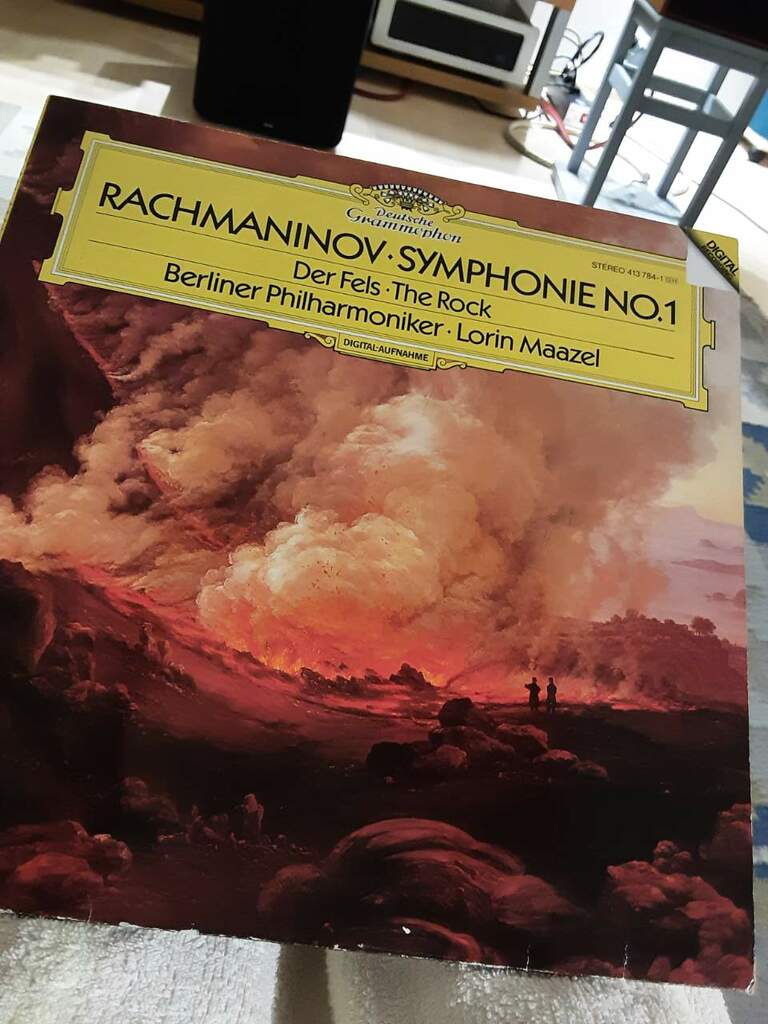 Deutsche
Grammophon
RACHMANINOV · SYMPHONIE NO.1
STEREO 413 784-1
Der Fels · The Rock
Berliner Philharmoniker · Lorin Maazel
DIGITAL-AUFNAHME
DIGITAL